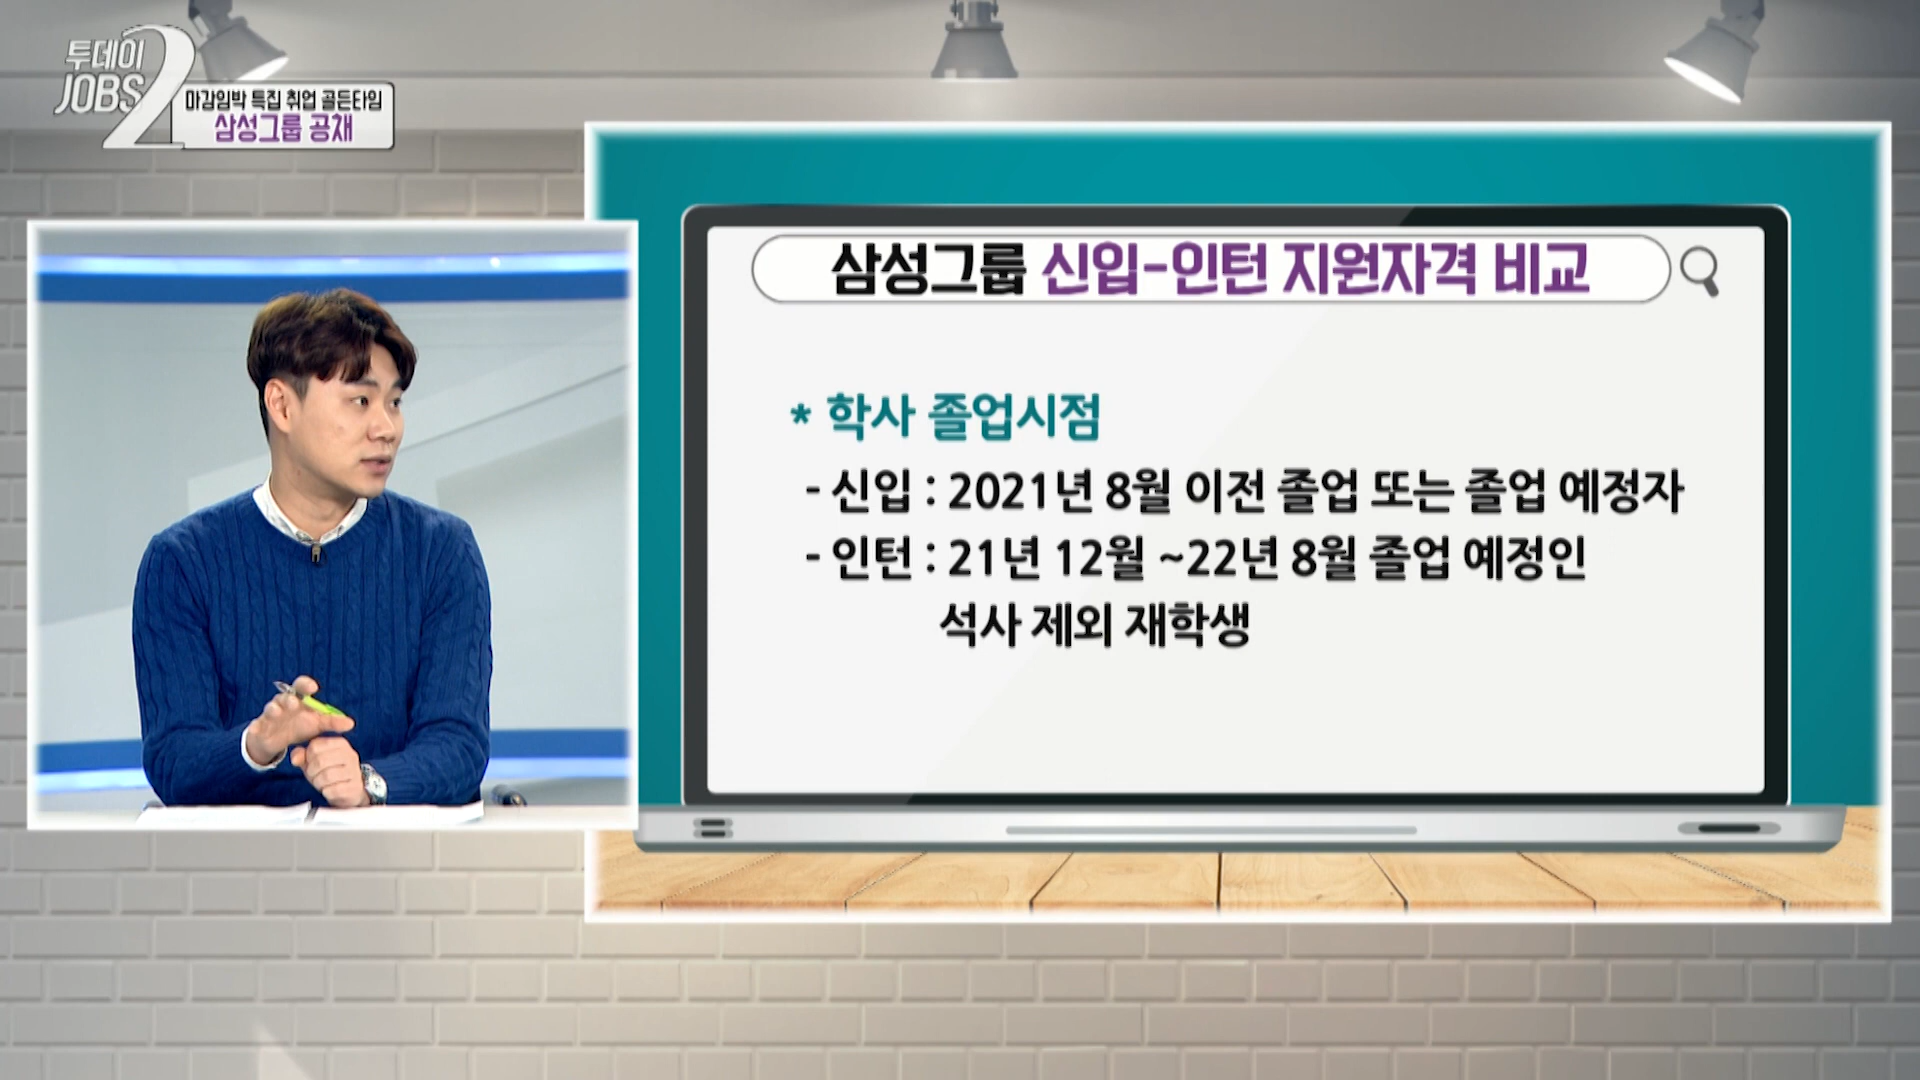 투데이
JOBS 2
마감임박 특집 취업 골든타임
삼성그룹 공채
삼성그룹 신입-인턴 지원자격 비교
* 학사 졸업시점
- 신입 : 2021년 8월 이전 졸업 또는 졸업 예정자
- 인턴 : 21년 12월 ~22년 8월 졸업 예정인
석사 제외 재학생